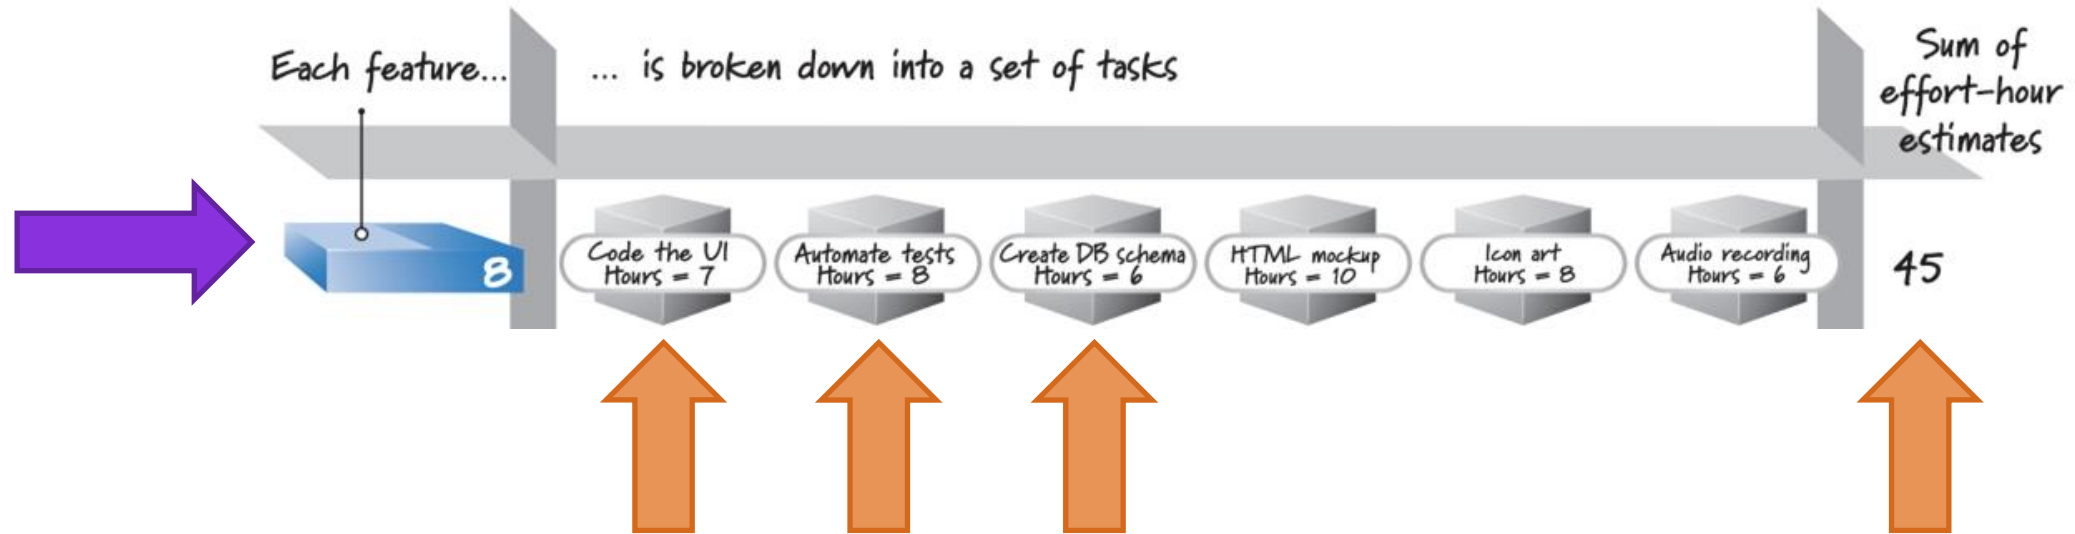 Each feature...
... is broken down into a set of tasks
Sum of
effort-hour
estimates
8
Code the UI
Hours = 7
Automate tests
Hours = 8
Create DB schema
Hours = 6
HTML mockup
Hours = 10
Icon art
Hours = 8
Audio recording
Hours = 6
45